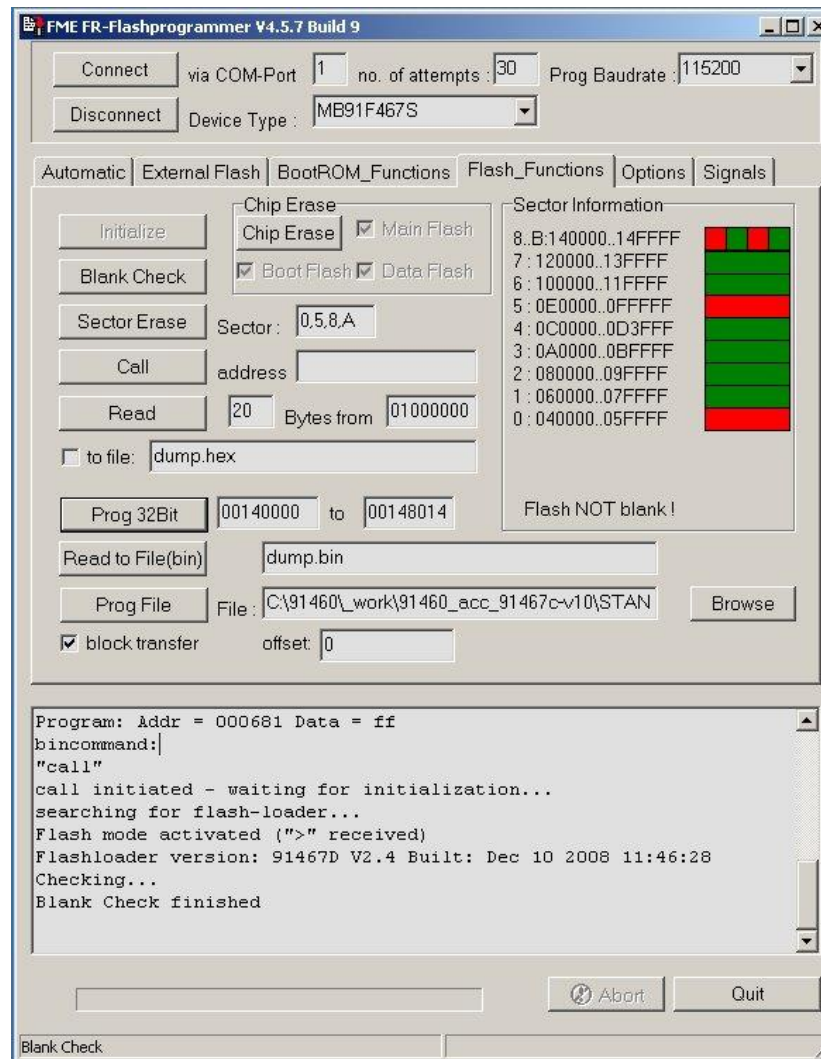 FME FR-Flashprogrammer V4.5.7 Build 9
Connect via COM-Port 1 no. of attempts : 30 Prog Baudrate : 115200
Disconnect Device Type : MB91F467S
Automatic External Flash BootROM_Functions Flash_Functions Options Signals
Chip Erase
Initialize Chip Erase Main Flash
Blank Check Boot Flash Data Flash
Sector Erase Sector : 0,5,8,A
Call address
Read 20 Bytes from 01000000
to file: dump.hex
Sector Information
8..B:140000..14FFFF
7 : 120000..13FFFF
6 : 100000..11FFFF
5 : 0E0000..0FFFFF
4 : 0C0000..0D3FFF
3 : 0A0000..0BFFFF
2 : 080000..09FFFF
1 : 060000..07FFFF
0 : 040000..05FFFF
Flash NOT blank !
Prog 32Bit 00140000 to 00148014
Read to File(bin) dump.bin
Prog File File : C:\91460\_work\91460_acc_91467c-v10\STAN Browse
block transfer offset: 0
Program: Addr = 000681 Data = ff
bincommand:
"call"
call initiated - waiting for initialization...
searching for flash-loader...
Flash mode activated (">" received)
Flashloader version: 91467D V2.4 Built: Dec 10 2008 11:46:28
Checking...
Blank Check finished
Abort Quit
Blank Check